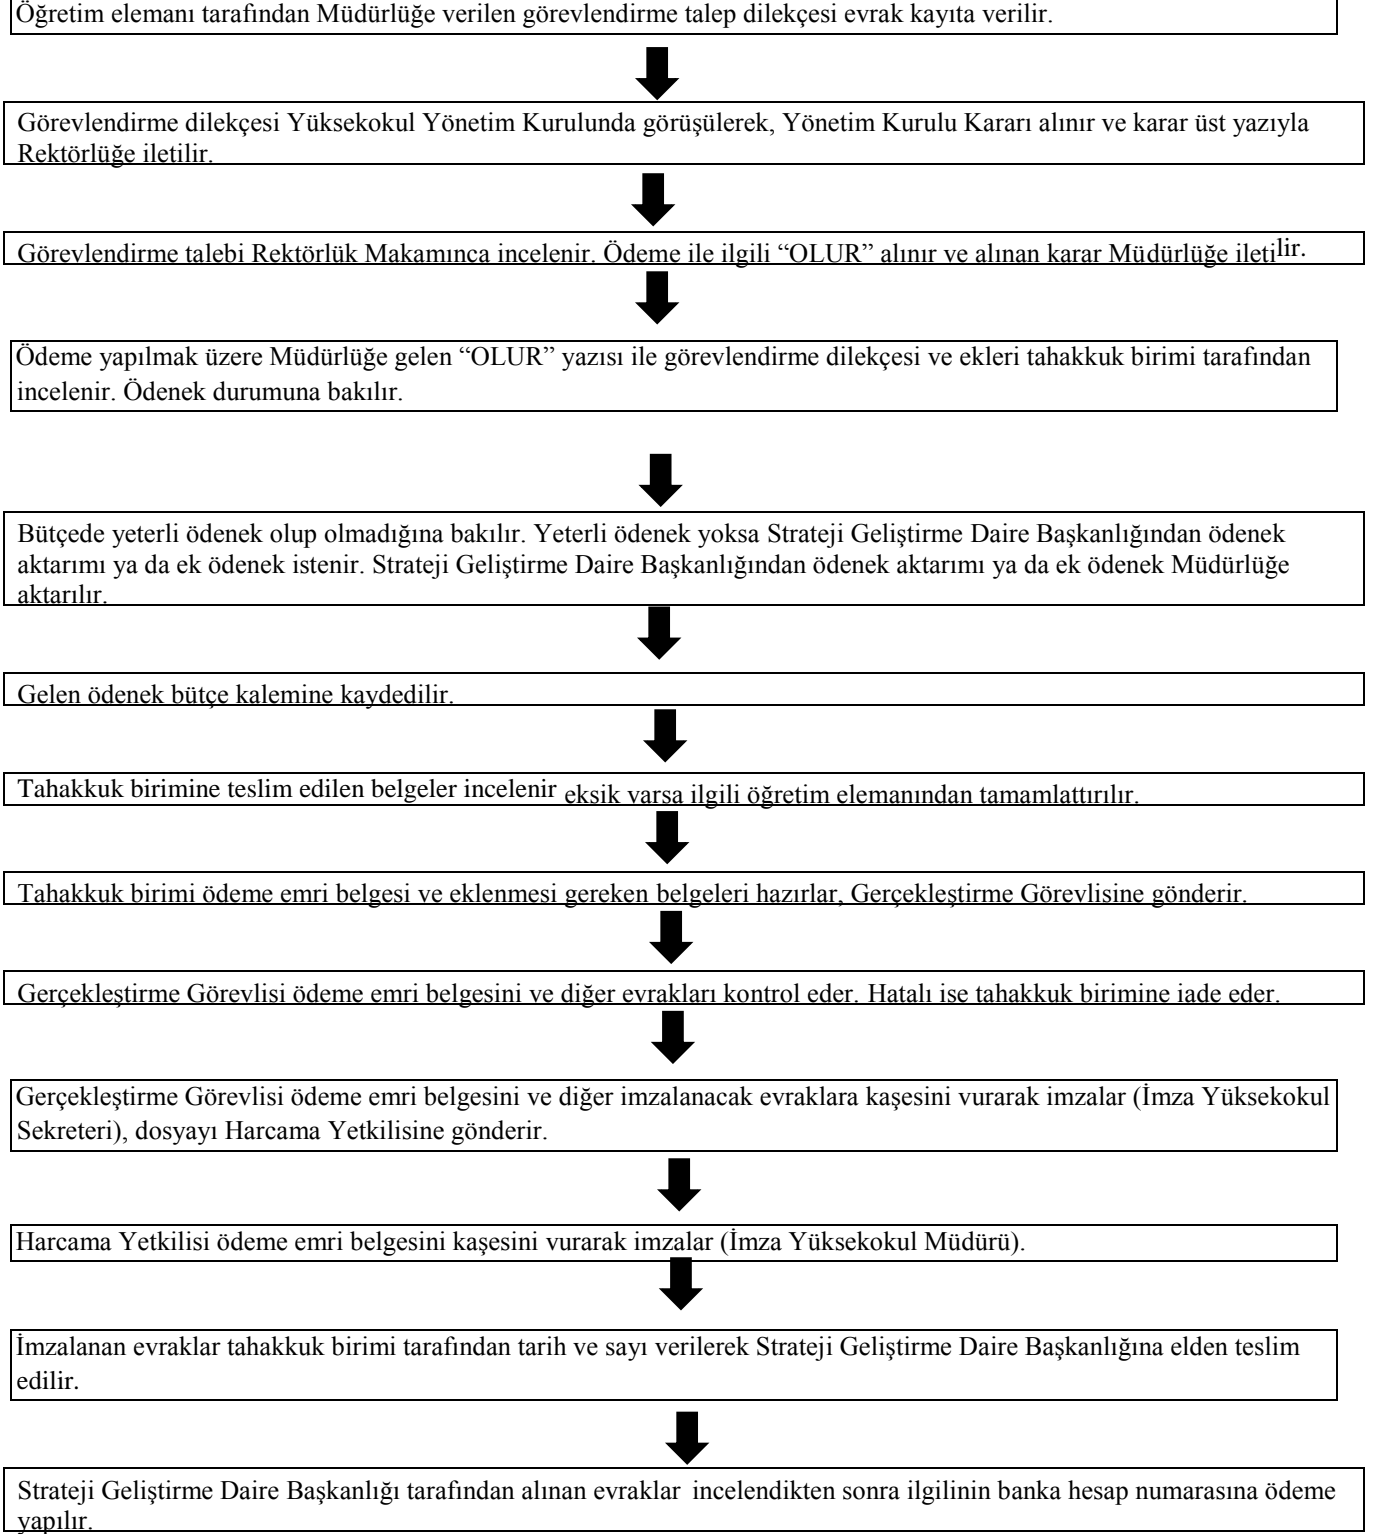 Öğretim elemanı tarafından Müdürlüğe verilen görevlendirme talep dilekçesi evrak kayıta verilir.
Görevlendirme dilekçesi Yüksekokul Yönetim Kurulunda görüşülerek, Yönetim Kurulu Kararı alınır ve karar üst yazıyla
Rektörlüğe iletilir.
Görevlendirme talebi Rektörlük Makamınca incelenir. Ödeme ile ilgili “OLUR” alınır ve alınan karar Müdürlüğe iletilir.
Ödeme yapılmak üzere Müdürlüğe gelen “OLUR” yazısı ile görevlendirme dilekçesi ve ekleri tahakkuk birimi tarafından
incelenir. Ödenek durumuna bakılır.
Bütçede yeterli ödenek olup olmadığına bakılır. Yeterli ödenek yoksa Strateji Geliştirme Daire Başkanlığından ödenek
aktarımı ya da ek ödenek istenir. Strateji Geliştirme Daire Başkanlığından ödenek aktarımı ya da ek ödenek Müdürlüğe
aktarılır.
Gelen ödenek bütçe kalemine kaydedilir.
Tahakkuk birimine teslim edilen belgeler incelenir eksik varsa ilgili öğretim elemanından tamamlattırılır.
Tahakkuk birimi ödeme emri belgesi ve eklenmesi gereken belgeleri hazırlar, Gerçekleştirme Görevlisine gönderir.
Gerçekleştirme Görevlisi ödeme emri belgesini ve diğer evrakları kontrol eder. Hatalı ise tahakkuk birimine iade eder.
Gerçekleştirme Görevlisi ödeme emri belgesini ve diğer imzalanacak evraklara kaşesini vurarak imzalar (İmza Yüksekokul
Sekreteri), dosyayı Harcama Yetkilisine gönderir.
Harcama Yetkilisi ödeme emri belgesini kaşesini vurarak imzalar (İmza Yüksekokul Müdürü).
İmzalanan evraklar tahakkuk birimi tarafından tarih ve sayı verilerek Strateji Geliştirme Daire Başkanlığına elden teslim
edilir.
Strateji Geliştirme Daire Başkanlığı tarafından alınan evraklar incelendikten sonra ilgilinin banka hesap numarasına ödeme
yapılır.